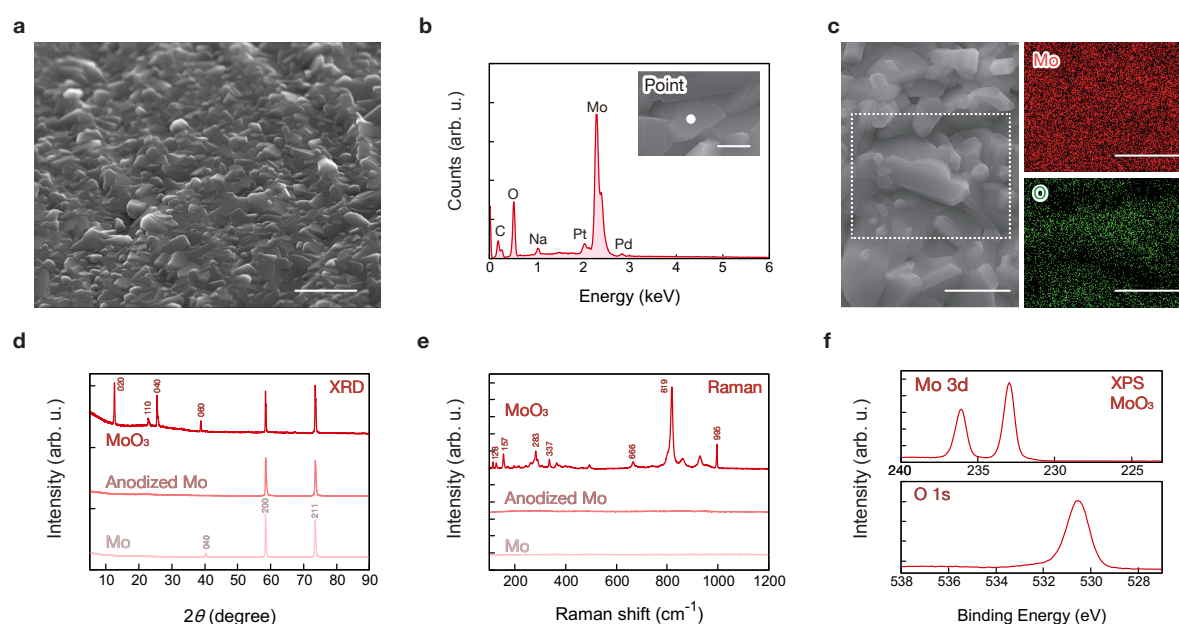 a
b
Counts (arb. u.)
Point
Mo
O
C
Na
Pt
Pd
0 1 2 3 4 5 6
Energy (keV)
c
Mo
O
d
Intensity (arb. u.)
XRD
020
110
040
060
MoO₃
Anodized Mo
200
211
Mo
040
10 20 30 40 50 60 70 80 90
2θ (degree)
e
Intensity (arb. u.)
Raman
819
995
MoO₃
128
157
283
337
666
Anodized Mo
Mo
200 400 600 800 1000 1200
Raman shift (cm⁻¹)
f
Intensity (arb. u.)
Mo 3d
XPS
MoO₃
240 235 230 225
O 1s
538 536 534 532 530 528
Binding Energy (eV)